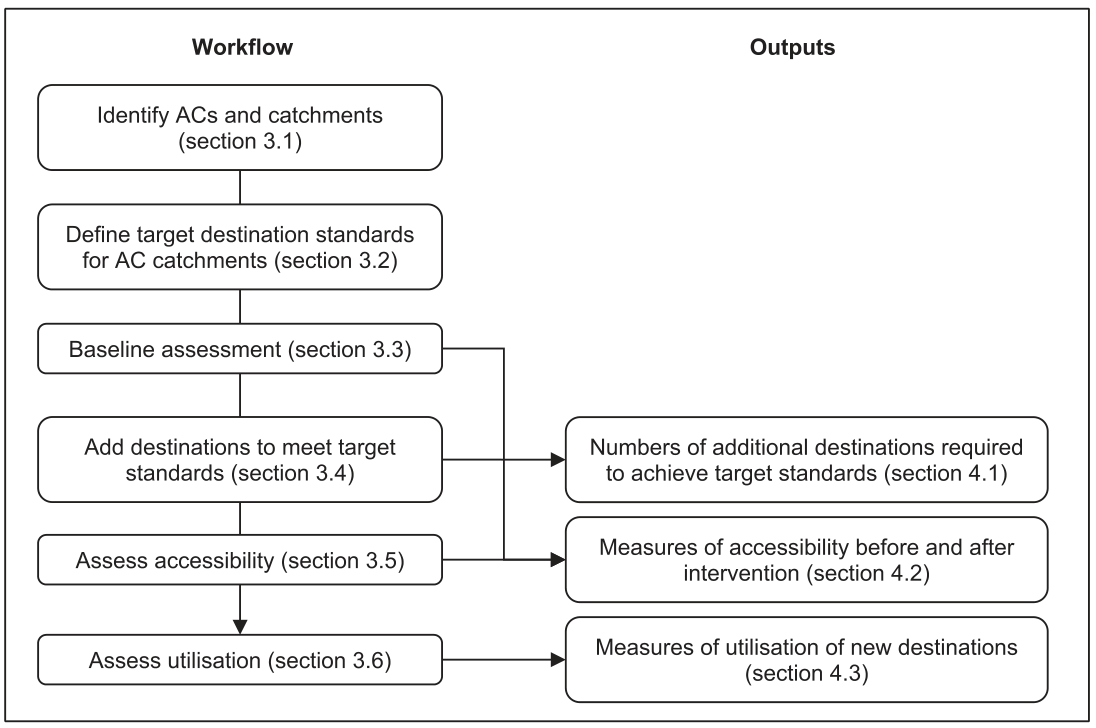 Workflow
Outputs
Identify ACs and catchments
(section 3.1)
Define target destination standards
for AC catchments (section 3.2)
Baseline assessment (section 3.3)
Add destinations to meet target
standards (section 3.4)
Numbers of additional destinations required
to achieve target standards (section 4.1)
Assess accessibility (section 3.5)
Measures of accessibility before and after
intervention (section 4.2)
Assess utilisation (section 3.6)
Measures of utilisation of new destinations
(section 4.3)